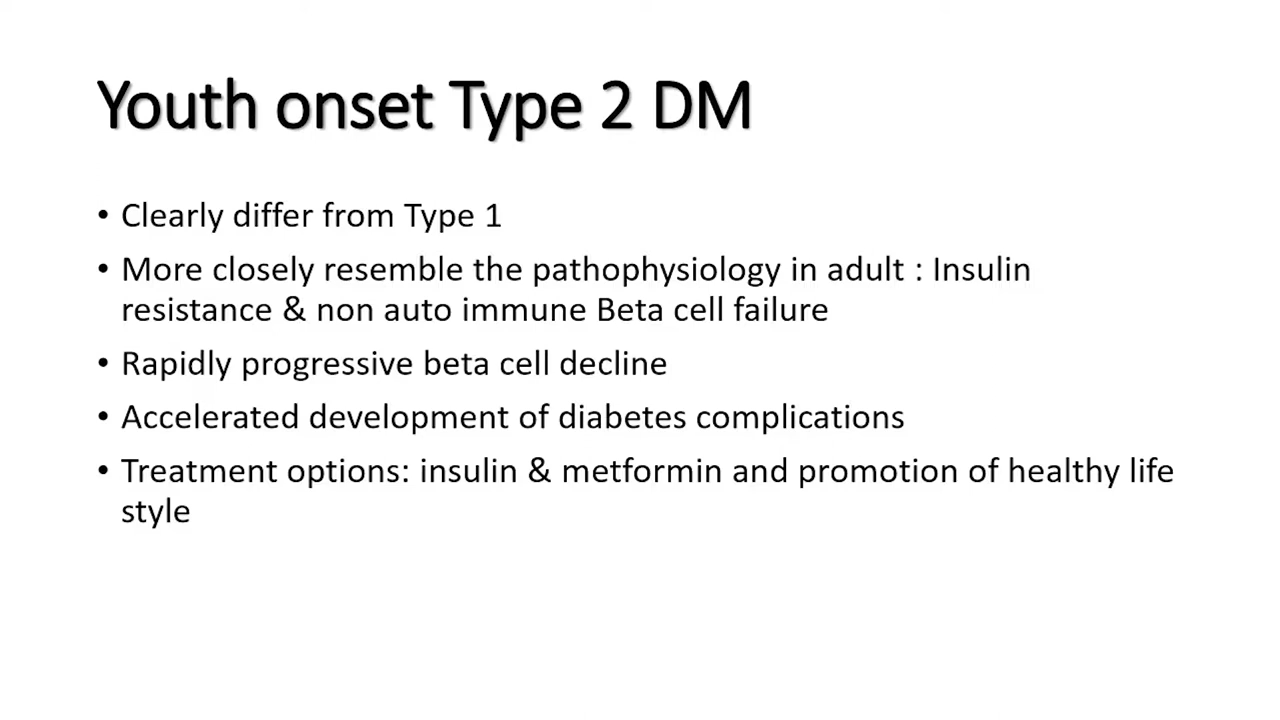 Youth onset Type 2 DM
• Clearly differ from Type 1
• More closely resemble the pathophysiology in adult : Insulin
resistance & non auto immune Beta cell failure
• Rapidly progressive beta cell decline
• Accelerated development of diabetes complications
• Treatment options: insulin & metformin and promotion of healthy life
style